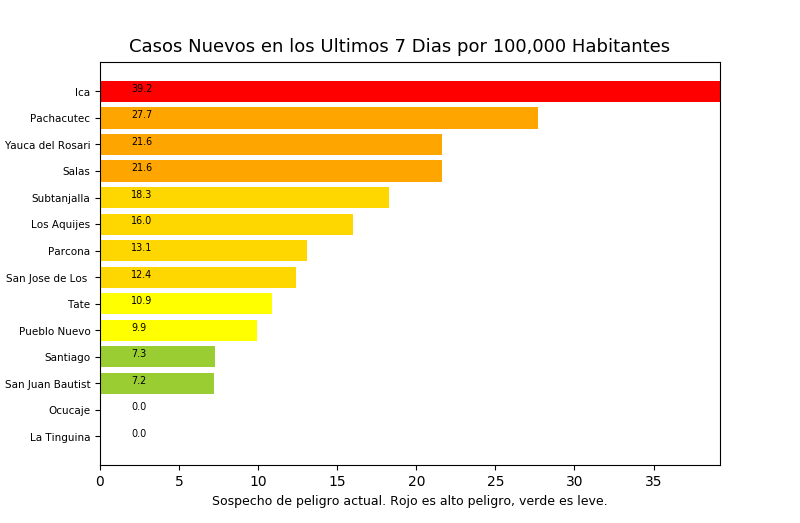 Casos Nuevos en los Ultimos 7 Dias por 100,000 Habitantes
Ica 39.2
Pachacutec 27.7
Yauca del Rosari 21.6
Salas 21.6
Subtanjalla 18.3
Los Aquijes 16.0
Parcona 13.1
San Jose de Los 12.4
Tate 10.9
Pueblo Nuevo 9.9
Santiago 7.3
San Juan Bautist 7.2
Ocucaje 0.0
La Tinguina 0.0
0 5 10 15 20 25 30 35
Sospecho de peligro actual. Rojo es alto peligro, verde es leve.